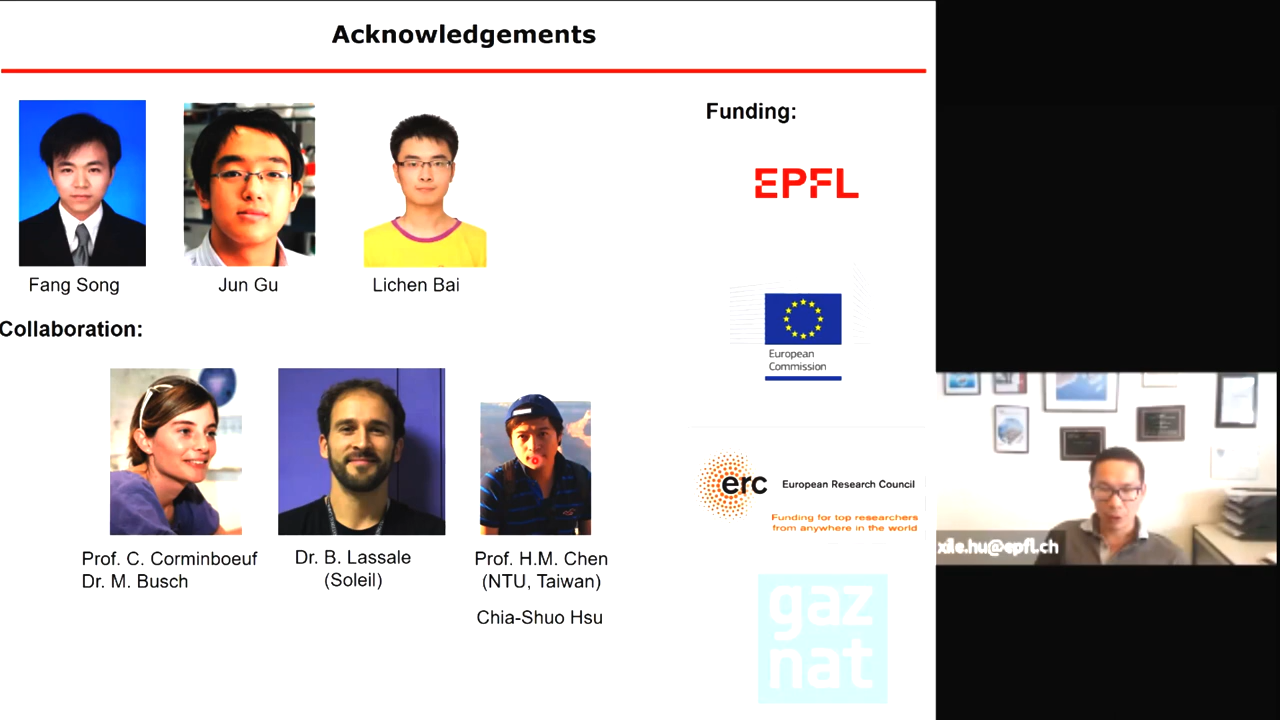 Acknowledgements
Fang Song
Jun Gu
Lichen Bai
Collaboration:
Prof. C. Corminboeuf
Dr. M. Busch
Dr. B. Lassale
(Soleil)
Prof. H.M. Chen
(NTU, Taiwan)
Chia-Shuo Hsu
Funding:
EPFL
European
Commission
erc
European Research Council
Funding for top researchers
from anywhere in the world
gaz
nat
xile.hu@epfl.ch